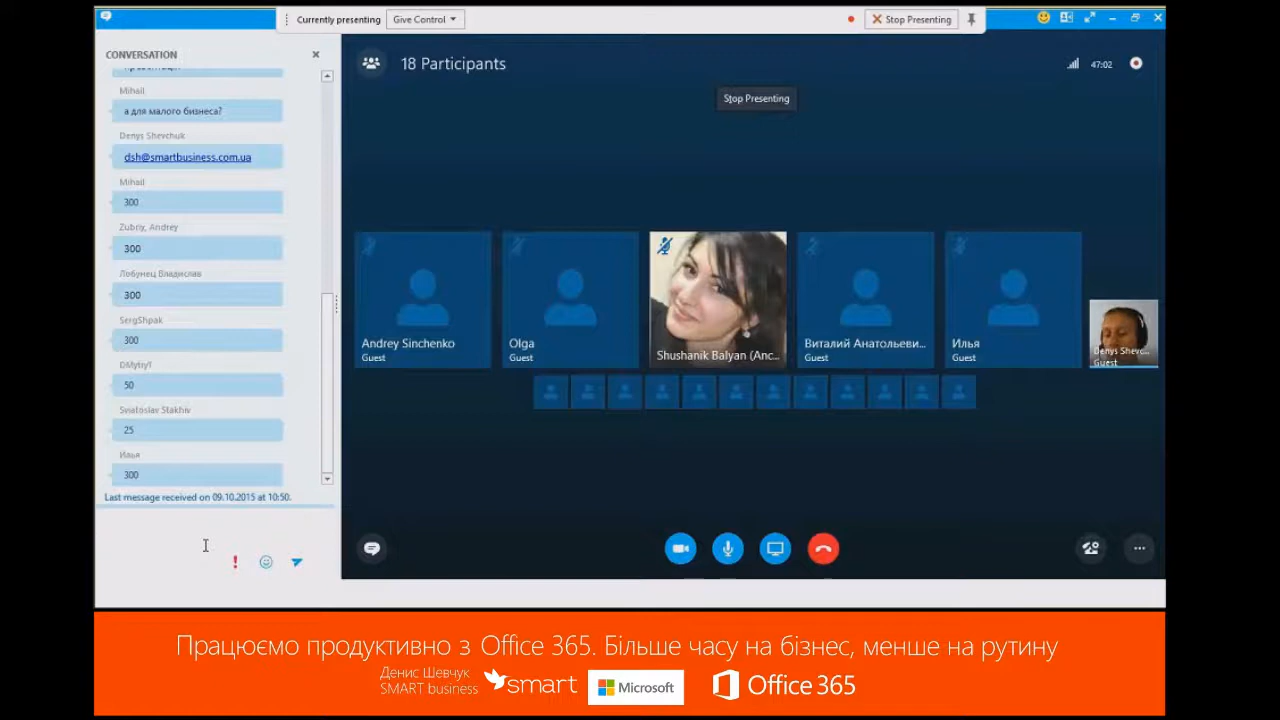 Currently presenting
Give Control
Stop Presenting
CONVERSATION
Mihail
а для малого бизнеса?
Denys Shevchuk
dsh@smartbusiness.com.ua
Mihail
300
Zubriy, Andrey
300
Лобунец Владислав
300
SergShpak
300
DMytriyT
50
Sviatoslav Stakhiv
25
Илья
300
Last message received on 09.10.2015 at 10:50.
18 Participants
47:02
Stop Presenting
Andrey Sinchenko
Guest
Olga
Guest
Shushanik Balyan (Anc...
Виталий Анатольеви...
Guest
Илья
Guest
Denys Shevc...
Guest
Працюємо продуктивно з Office 365. Більше часу на бізнес, менше на рутину
Денис Шевчук
SMART business
smart
Microsoft
Office 365